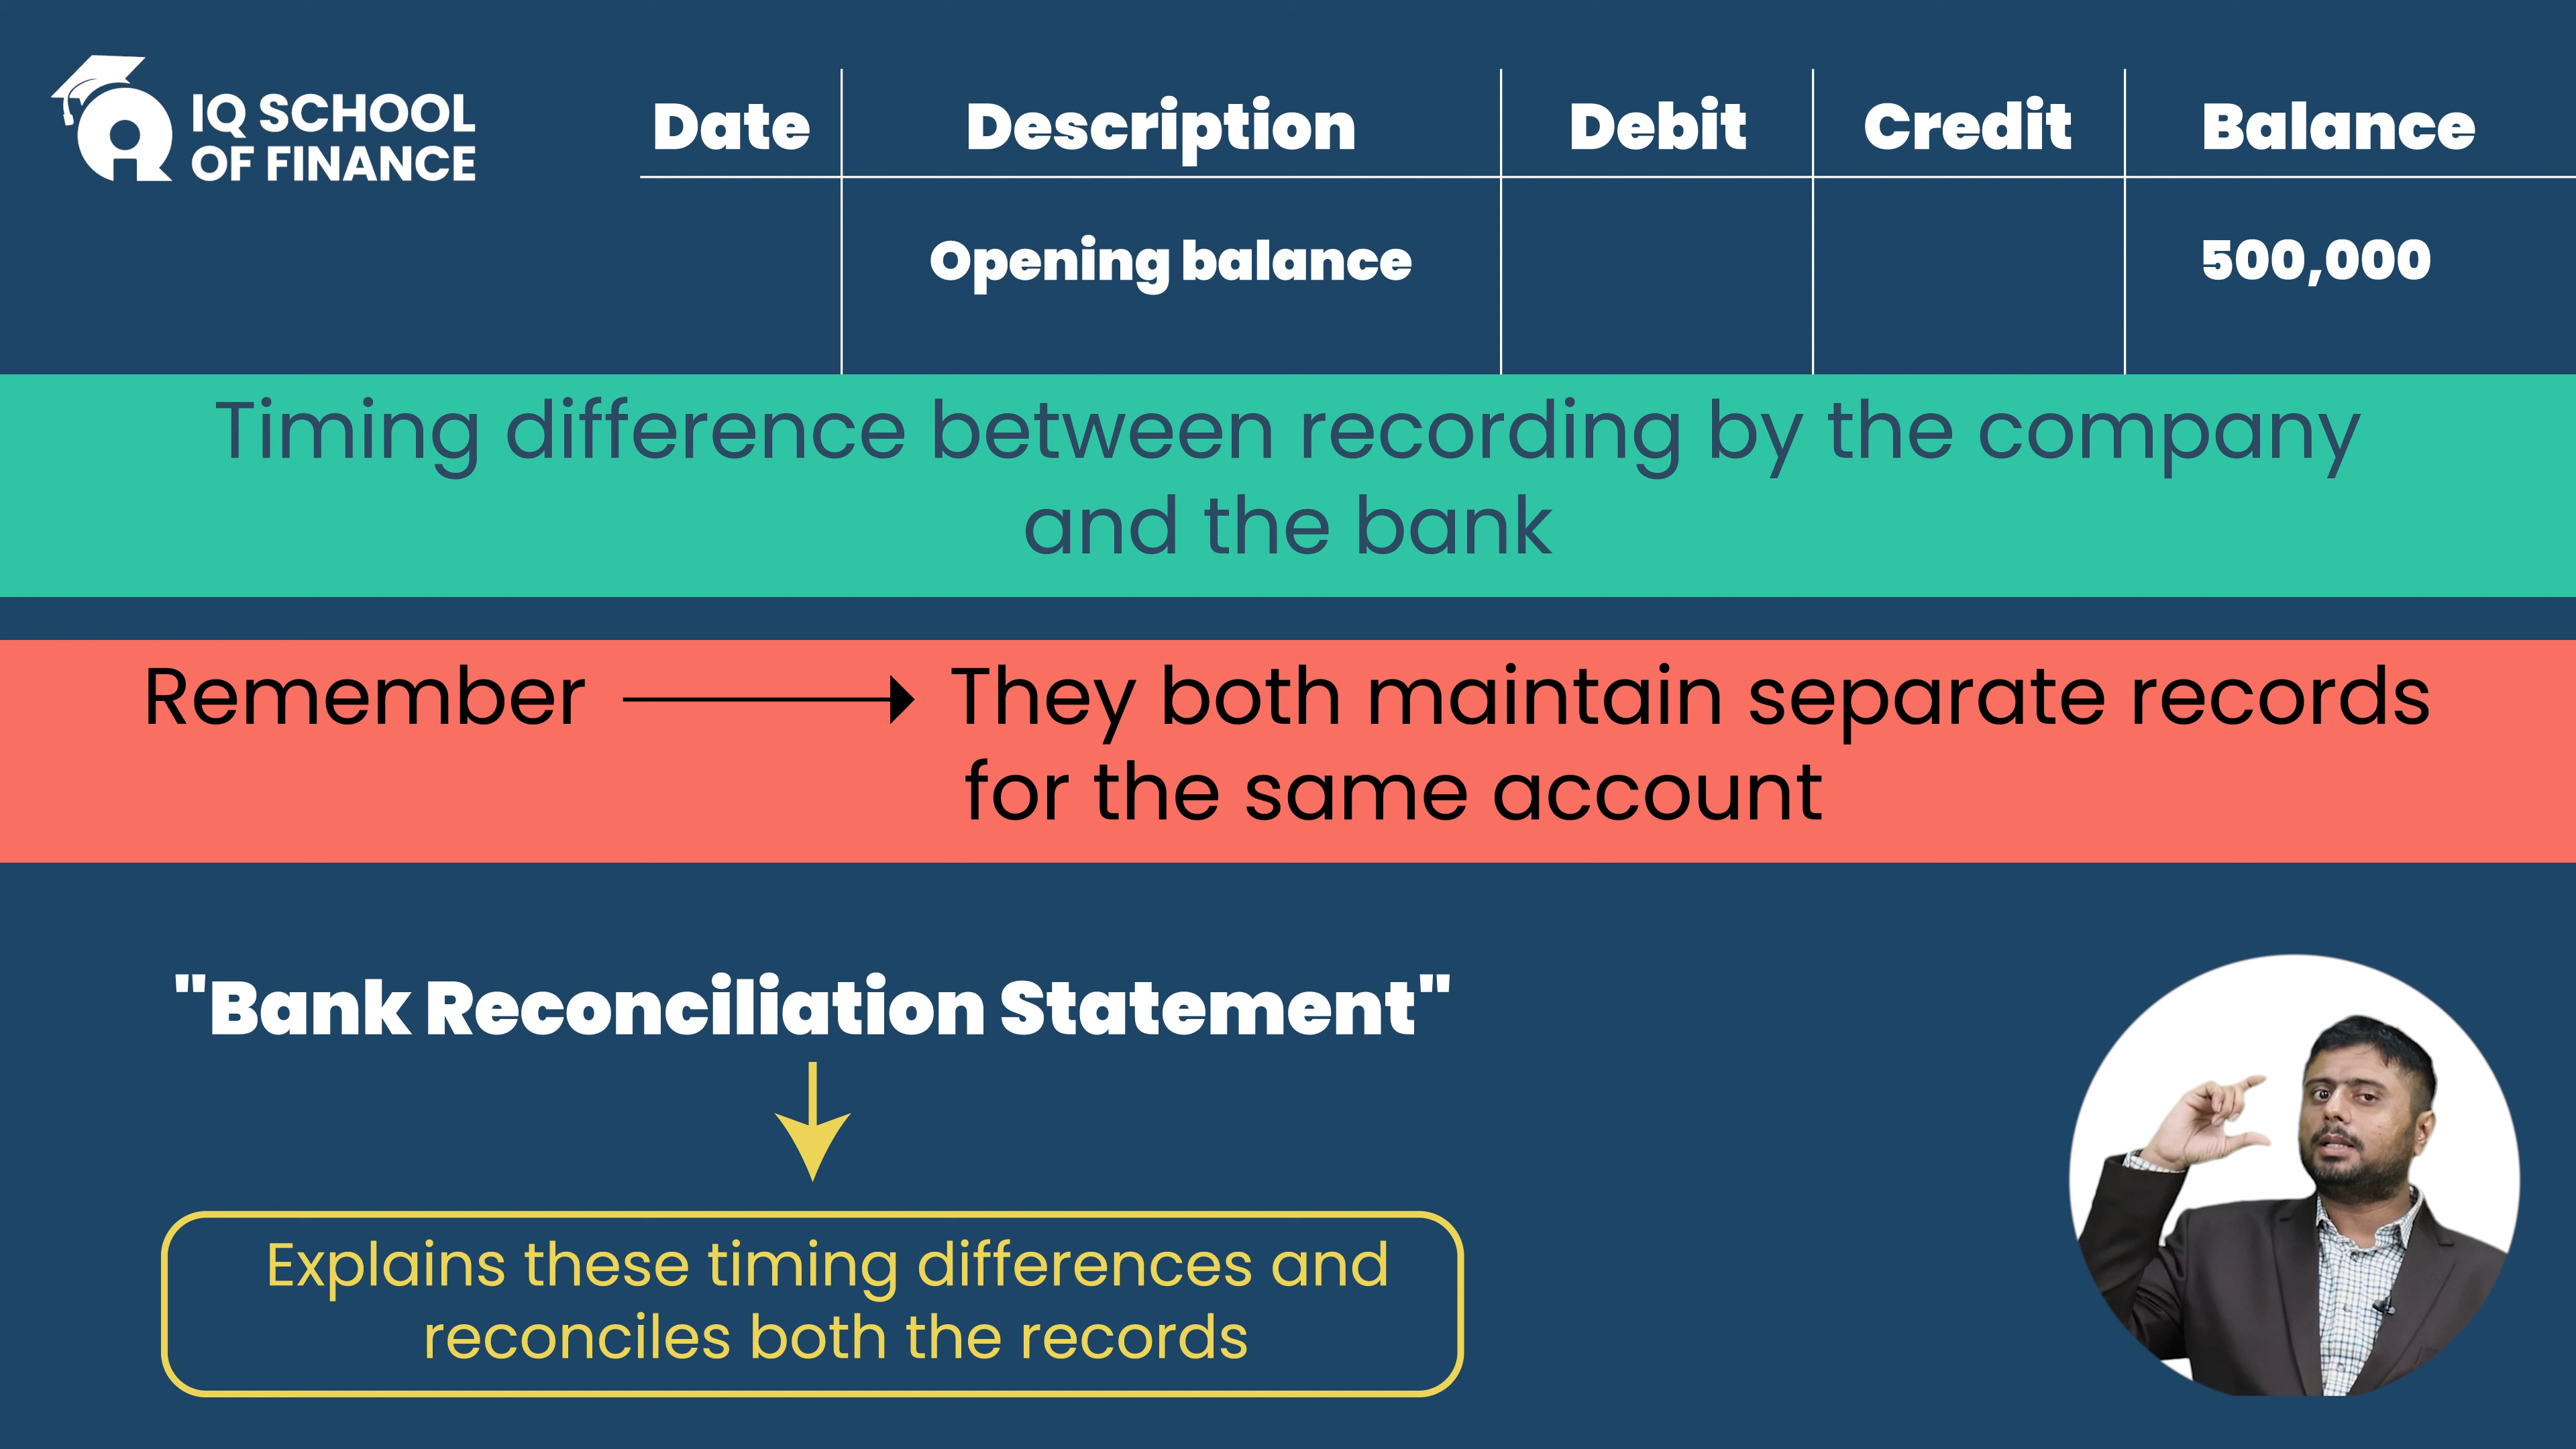 IQ SCHOOL
OF FINANCE
Date Description Debit Credit Balance
Opening balance 500,000
Timing difference between recording by the company
and the bank
Remember They both maintain separate records
for the same account
"Bank Reconciliation Statement"
Explains these timing differences and
reconciles both the records